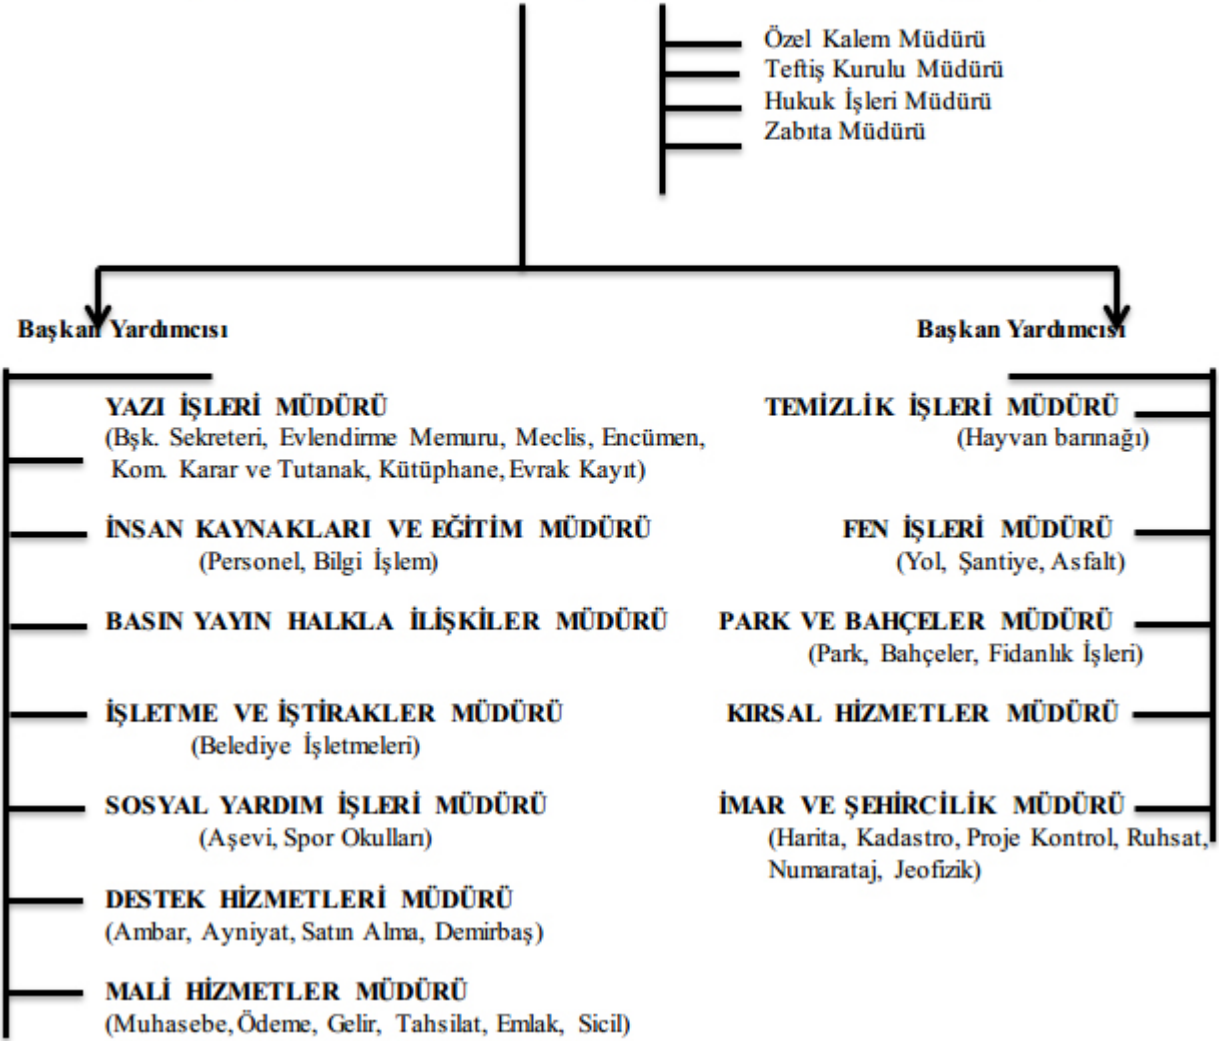 Özel Kalem Müdürü
Teftiş Kurulu Müdürü
Hukuk İşleri Müdürü
Zabıta Müdürü
Başkan Yardımcısı
YAZI İŞLERİ MÜDÜRÜ
(Bşk. Sekreteri, Evlendirme Memuru, Meclis, Encümen,
Kom. Karar ve Tutanak, Kütüphane, Evrak Kayıt)
İNSAN KAYNAKLARI VE EĞİTİM MÜDÜRÜ
(Personel, Bilgi İşlem)
BASIN YAYIN HALKLA İLİŞKİLER MÜDÜRÜ
İŞLETME VE İŞTİRAKLER MÜDÜRÜ
(Belediye İşletmeleri)
SOSYAL YARDIM İŞLERİ MÜDÜRÜ
(Aşevi, Spor Okulları)
DESTEK HİZMETLERİ MÜDÜRÜ
(Ambar, Ayniyat, Satın Alma, Demirbaş)
MALİ HİZMETLER MÜDÜRÜ
(Muhasebe, Ödeme, Gelir, Tahsilat, Emlak, Sicil)
Başkan Yardımcısı
TEMİZLİK İŞLERİ MÜDÜRÜ
(Hayvan barınağı)
FEN İŞLERİ MÜDÜRÜ
(Yol, Şantiye, Asfalt)
PARK VE BAHÇELER MÜDÜRÜ
(Park, Bahçeler, Fidanlık İşleri)
KIRSAL HİZMETLER MÜDÜRÜ
İMAR VE ŞEHİRCİLİK MÜDÜRÜ
(Harita, Kadastro, Proje Kontrol, Ruhsat,
Numarataj, Jeofizik)